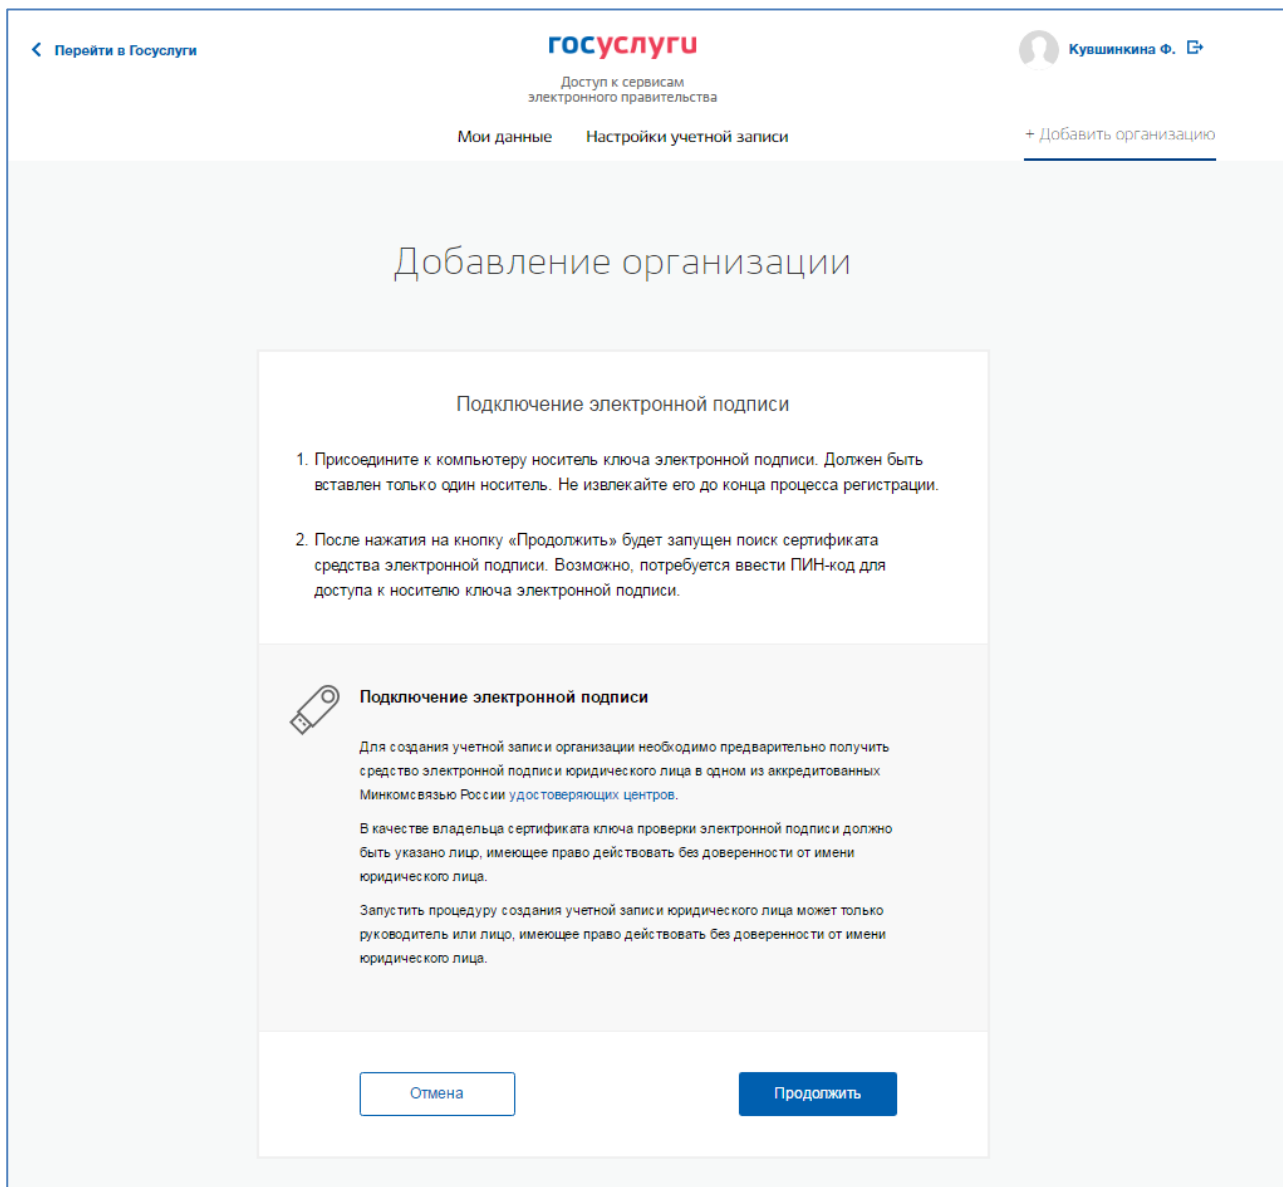 Перейти в Госуслуги
госуслуги
Кувшинкина Ф.
Доступ к сервисам
электронного правительства
Мои данные
Настройки учетной записи
+ Добавить организацию
Добавление организации
Подключение электронной подписи
1. Присоедините к компьютеру носитель ключа электронной подписи. Должен быть
вставлен только один носитель. Не извлекайте его до конца процесса регистрации.
2. После нажатия на кнопку «Продолжить» будет запущен поиск сертификата
средства электронной подписи. Возможно, потребуется ввести ПИН-код для
доступа к носителю ключа электронной подписи.
Подключение электронной подписи
Для создания учетной записи организации необходимо предварительно получить
средство электронной подписи юридического лица в одном из аккредитованных
Минкомсвязью России удостоверяющих центров.
В качестве владельца сертификата ключа проверки электронной подписи должно
быть указано лицо, имеющее право действовать без доверенности от имени
юридического лица.
Запустить процедуру создания учетной записи юридического лица может только
руководитель или лицо, имеющее право действовать без доверенности от имени
юридического лица.
Отмена
Продолжить